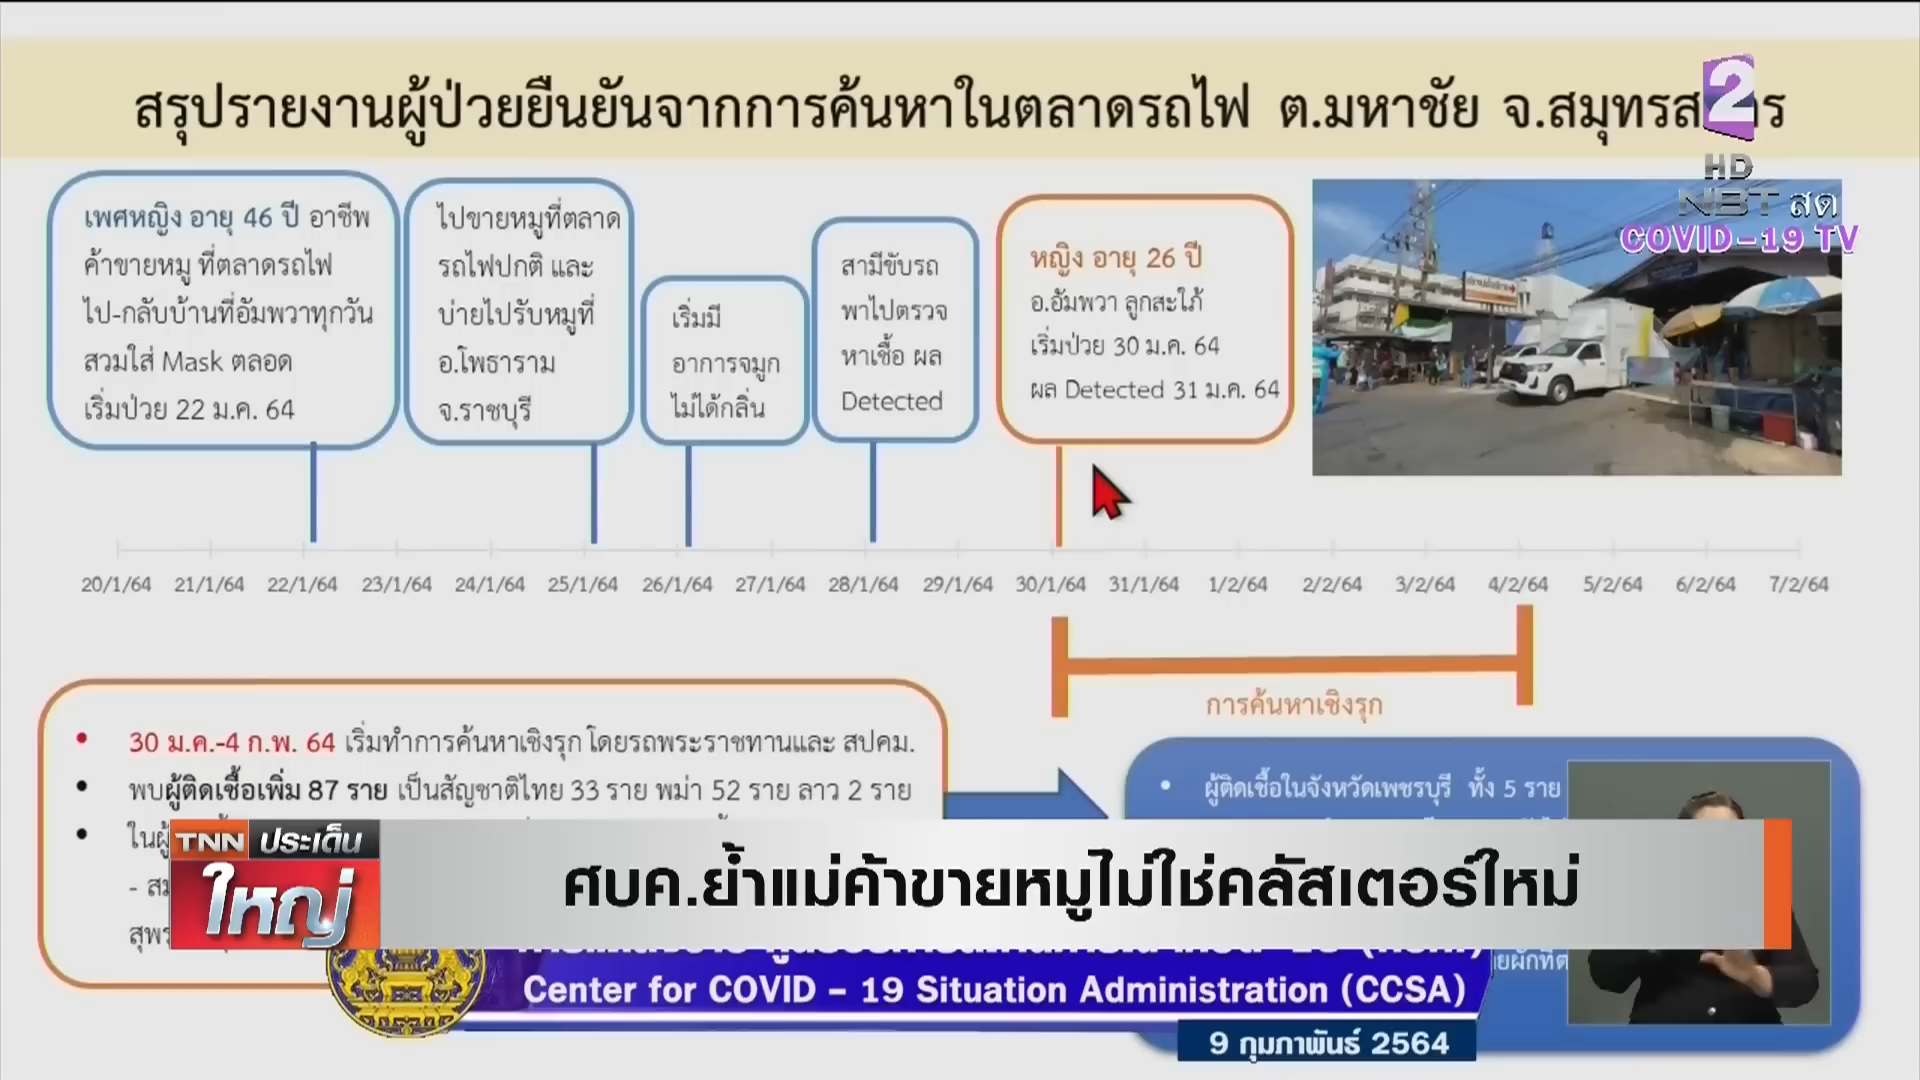 สรุปรายงานผู้ป่วยยืนยันจากการค้นหาในตลาดรถไฟ ต.มหาชัย จ.สมุทรส
2
HD
NBT สด
COVID-19 TV
เพศหญิง อายุ 46 ปี อาชีพ
ค้าขายหมู ที่ตลาดรถไฟ
ไป-กลับบ้านที่อัมพวาทุกวัน
สวมใส่ Mask ตลอด
เริ่มป่วย 22 ม.ค. 64
ไปขายหมูที่ตลาด
รถไฟปกติ และ
บ่ายไปรับหมูที่
อ.โพธาราม
จ.ราชบุรี
เริ่มมี
อาการจมูก
ไม่ได้กลิ่น
สามีขับรถ
พาไปตรวจ
หาเชื้อ ผล
Detected
หญิง อายุ 26 ปี
อ.อัมพวา ลูกสะใภ้
เริ่มป่วย 30 ม.ค. 64
ผล Detected 31 ม.ค. 64
20/1/64 21/1/64 22/1/64 23/1/64 24/1/64 25/1/64 26/1/64 27/1/64 28/1/64 29/1/64 30/1/64 31/1/64 1/2/64 2/2/64 3/2/64 4/2/64 5/2/64 6/2/64 7/2/64
การค้นหาเชิงรุก
• 30 ม.ค.-4 ก.พ. 64 เริ่มทำการค้นหาเชิงรุก โดยรถพระราชทานและ สปคม.
• พบผู้ติดเชื้อเพิ่ม 87 ราย เป็นสัญชาติไทย 33 ราย พม่า 52 ราย ลาว 2 ราย
• ผู้ติดเชื้อในจังหวัดเพชรบุรี ทั้ง 5 ราย
TNN ประเด็น
ใหญ่
ศบค.ย้ำแม่ค้าขายหมูไม่ใช่คลัสเตอร์ใหม่
Center for COVID – 19 Situation Administration (CCSA)
9 กุมภาพันธ์ 2564